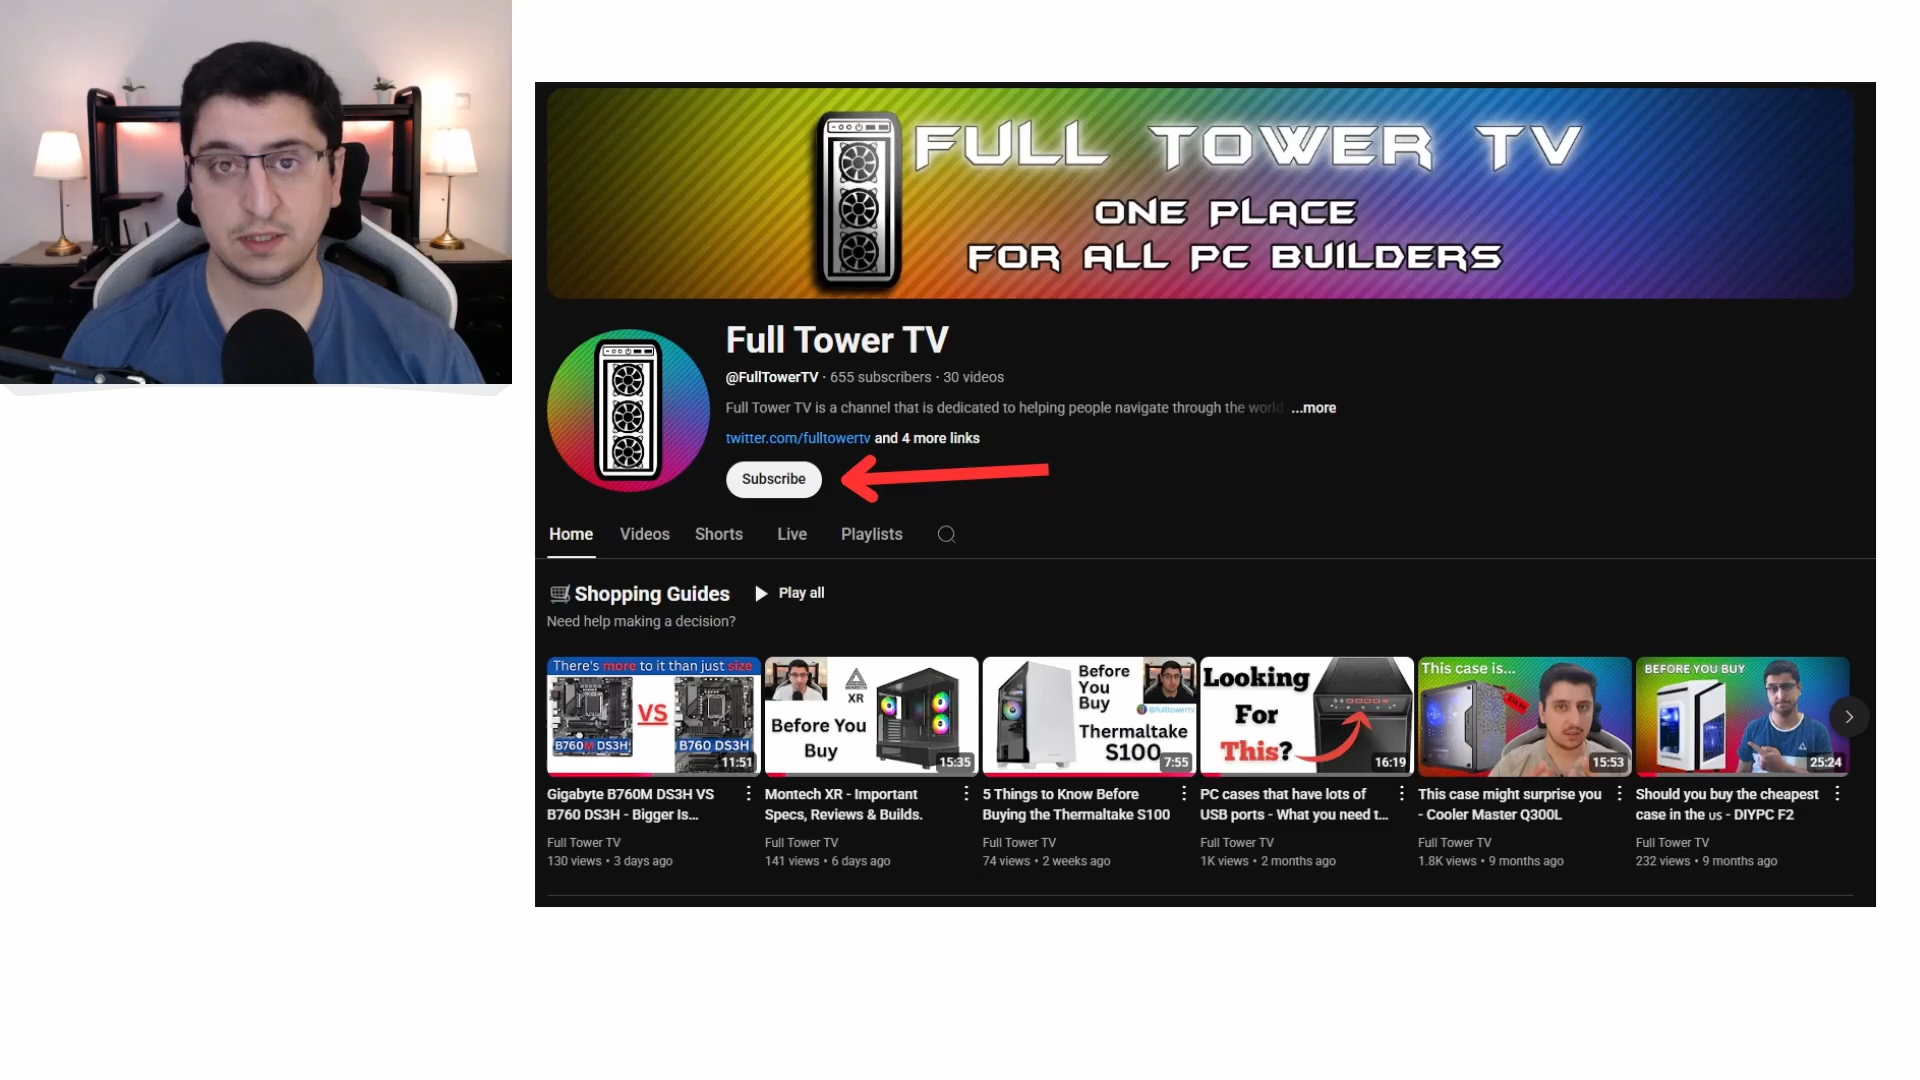 FULL TOWER TV
ONE PLACE
FOR ALL PC BUILDERS
Full Tower TV
@FullTowerTV · 655 subscribers · 30 videos
Full Tower TV is a channel that is dedicated to helping people navigate through the world ...more
twitter.com/fulltowertv and 4 more links
Subscribe
Home Videos Shorts Live Playlists
Shopping Guides Play all
Need help making a decision?
There's more to it than just size
VS
B760M DS3H
B760 DS3H
11:51
MONTECH
XR
Before You
Buy
15:35
Before
You
Buy
@fulltowertv
Thermaltake
S100
7:55
Looking
For
This?
16:19
This case is...
15:53
BEFORE YOU BUY
25:24
Gigabyte B760M DS3H VS
B760 DS3H - Bigger Is...
Full Tower TV
130 views • 3 days ago
Montech XR - Important
Specs, Reviews & Builds.
Full Tower TV
141 views • 6 days ago
5 Things to Know Before
Buying the Thermaltake S100
Full Tower TV
74 views • 2 weeks ago
PC cases that have lots of
USB ports - What you need t...
Full Tower TV
1K views • 2 months ago
This case might surprise you
- Cooler Master Q300L
Full Tower TV
1.8K views • 9 months ago
Should you buy the cheapest
case in the us - DIYPC F2
Full Tower TV
232 views • 9 months ago